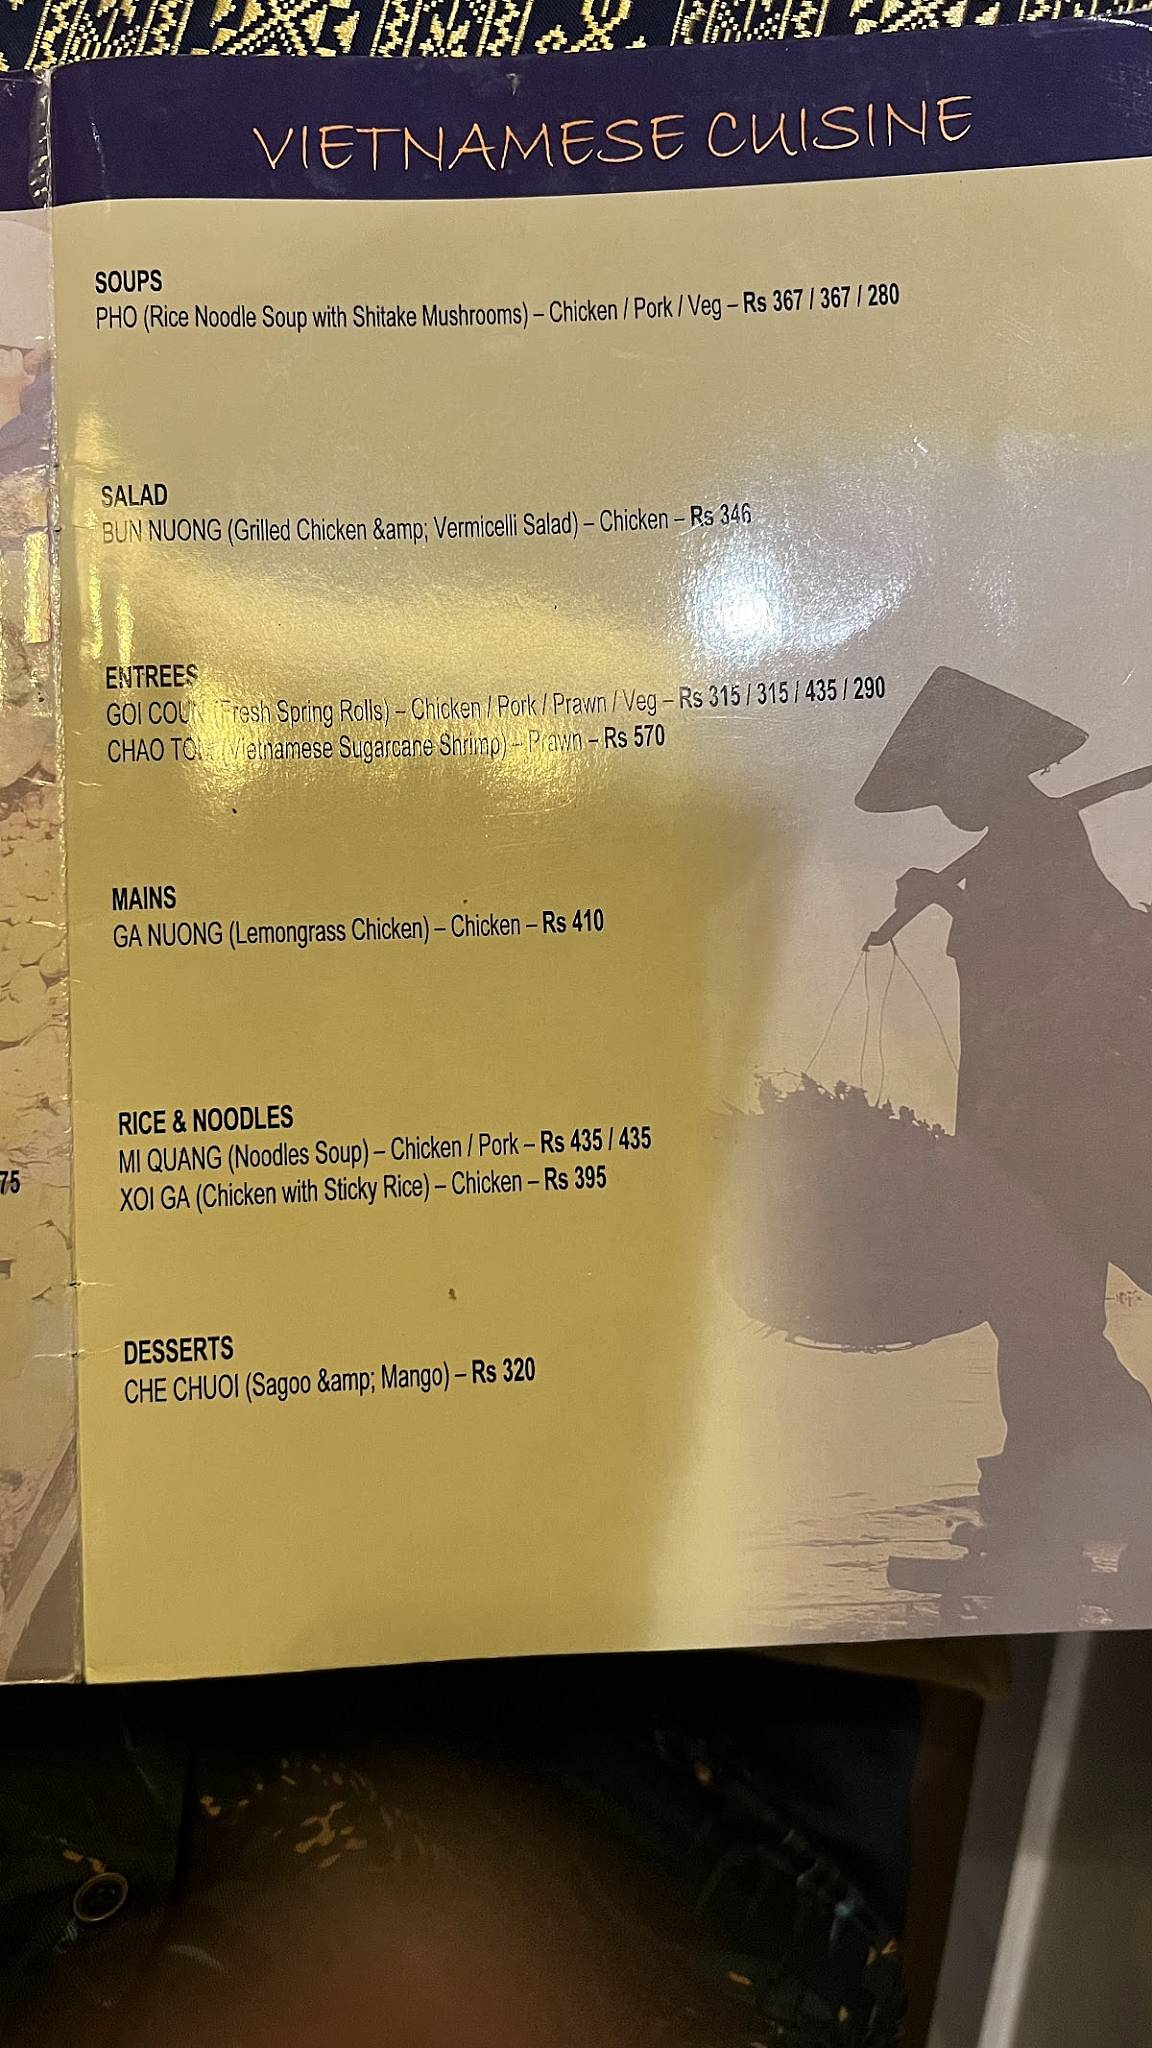 VIETNAMESE CUISINE
SOUPS
PHO (Rice Noodle Soup with Shitake Mushrooms) – Chicken / Pork / Veg – Rs 367 / 367 / 280
SALAD
BUN NUONG (Grilled Chicken &amp; Vermicelli Salad) – Chicken – Rs 346
ENTREES
GOI (Fresh Spring Rolls) – Chicken / Pork / Prawn / Veg – Rs 315 / 315 / 435 / 290
CHAO (Vietnamese Sugarcane Shrimp) – Prawn – Rs 570
MAINS
GA NUONG (Lemongrass Chicken) – Chicken – Rs 410
RICE & NOODLES
MI QUANG (Noodles Soup) – Chicken / Pork – Rs 435 / 435
XOI GA (Chicken with Sticky Rice) – Chicken – Rs 395
DESSERTS
CHE CHUOI (Sagoo &amp; Mango) – Rs 320